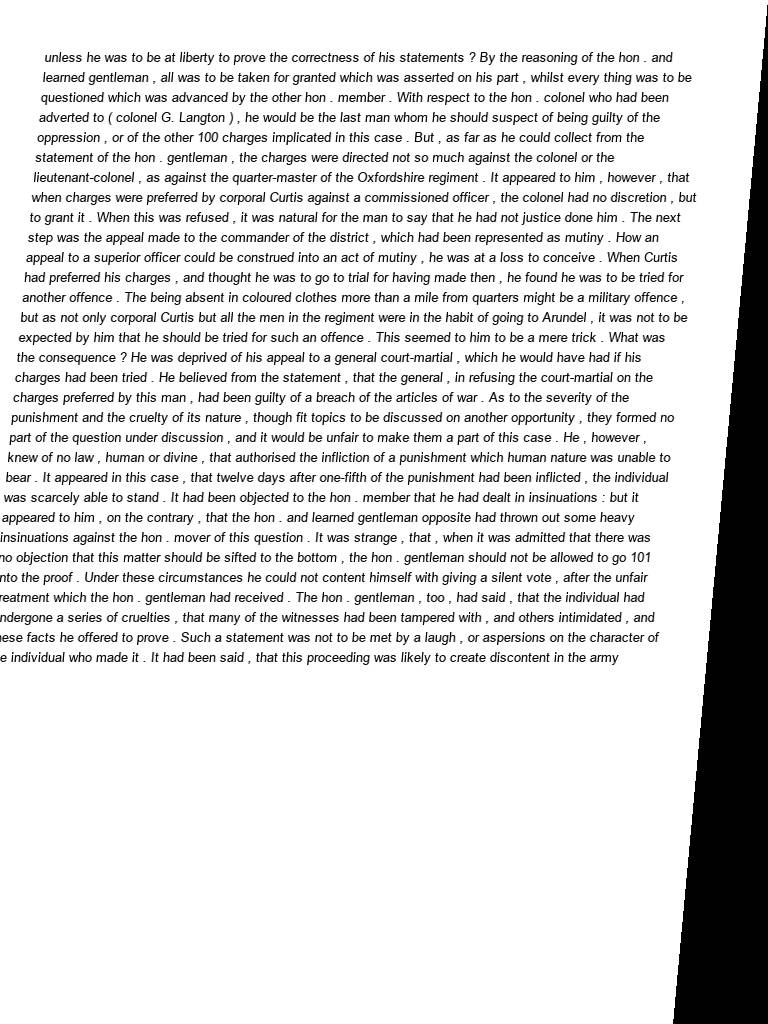 unless he was to be at liberty to prove the correctness of his statements ? By the reasoning of the hon . and
learned gentleman , all was to be taken for granted which was asserted on his part , whilst every thing was to be
questioned which was advanced by the other hon . member . With respect to the hon . colonel who had been
adverted to ( colonel G. Langton ) , he would be the last man whom he should suspect of being guilty of the
oppression , or of the other 100 charges implicated in this case . But , as far as he could collect from the
statement of the hon . gentleman , the charges were directed not so much against the colonel or the
lieutenant-colonel , as against the quarter-master of the Oxfordshire regiment . It appeared to him , however , that
when charges were preferred by corporal Curtis against a commissioned officer , the colonel had no discretion , but
to grant it . When this was refused , it was natural for the man to say that he had not justice done him . The next
step was the appeal made to the commander of the district , which had been represented as mutiny . How an
appeal to a superior officer could be construed into an act of mutiny , he was at a loss to conceive . When Curtis
had preferred his charges , and thought he was to go to trial for having made then , he found he was to be tried for
another offence . The being absent in coloured clothes more than a mile from quarters might be a military offence ,
but as not only corporal Curtis but all the men in the regiment were in the habit of going to Arundel , it was not to be
expected by him that he should be tried for such an offence . This seemed to him to be a mere trick . What was
the consequence ? He was deprived of his appeal to a general court-martial , which he would have had if his
charges had been tried . He believed from the statement , that the general , in refusing the court-martial on the
charges preferred by this man , had been guilty of a breach of the articles of war . As to the severity of the
punishment and the cruelty of its nature , though fit topics to be discussed on another opportunity , they formed no
part of the question under discussion , and it would be unfair to make them a part of this case . He , however ,
knew of no law , human or divine , that authorised the infliction of a punishment which human nature was unable to
bear . It appeared in this case , that twelve days after one-fifth of the punishment had been inflicted , the individual
was scarcely able to stand . It had been objected to the hon . member that he had dealt in insinuations : but it
appeared to him , on the contrary , that the hon . and learned gentleman opposite had thrown out some heavy
insinuations against the hon . mover of this question . It was strange , that , when it was admitted that there was
no objection that this matter should be sifted to the bottom , the hon . gentleman should not be allowed to go 101
nto the proof . Under these circumstances he could not content himself with giving a silent vote , after the unfair
reatment which the hon . gentleman had received . The hon . gentleman , too , had said , that the individual had
ndergone a series of cruelties , that many of the witnesses had been tampered with , and others intimidated , and
hese facts he offered to prove . Such a statement was not to be met by a laugh , or aspersions on the character of
e individual who made it . It had been said , that this proceeding was likely to create discontent in the army